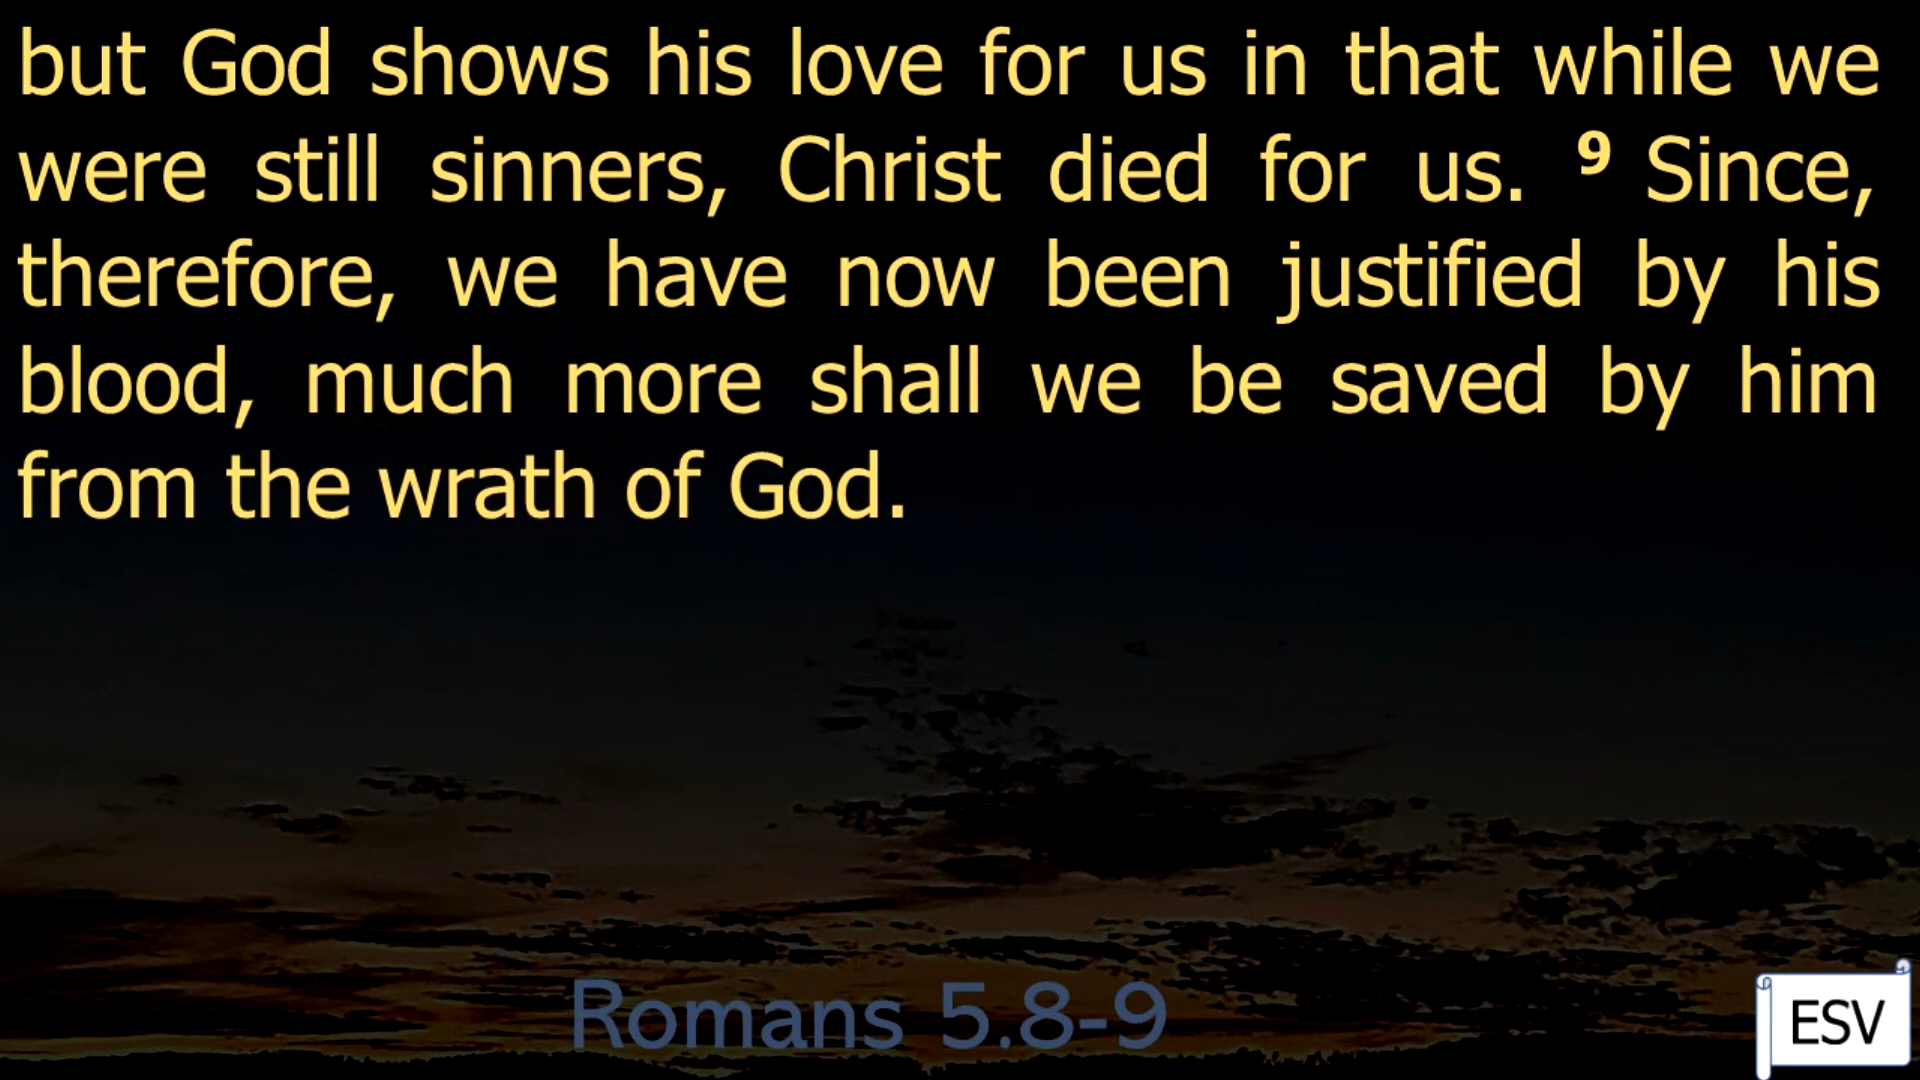 but God shows his love for us in that while we
were still sinners, Christ died for us. 9 Since,
therefore, we have now been justified by his
blood, much more shall we be saved by him
from the wrath of God.
Romans 5.8-9
ESV